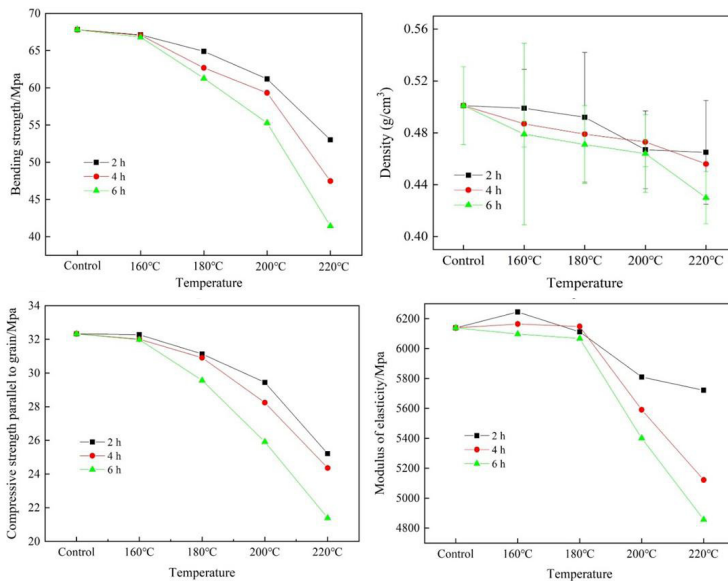 Bending strength/Mpa
70
65
60
55
50
45
40
2 h
4 h
6 h
Control
160°C
180°C
200°C
220°C
Temperature
Density (g/cm³)
0.56
0.52
0.48
0.44
0.40
2 h
4 h
6 h
Control
160°C
180°C
200°C
220°C
Temperature
Compressive strength parallel to grain/Mpa
34
32
30
28
26
24
22
20
2 h
4 h
6 h
Control
160°C
180°C
200°C
220°C
Temperature
Modutus of elasticity/Mpa
6200
6000
5800
5600
5400
5200
5000
4800
2 h
4 h
6 h
Control
160°C
180°C
200°C
220°C
Temperature